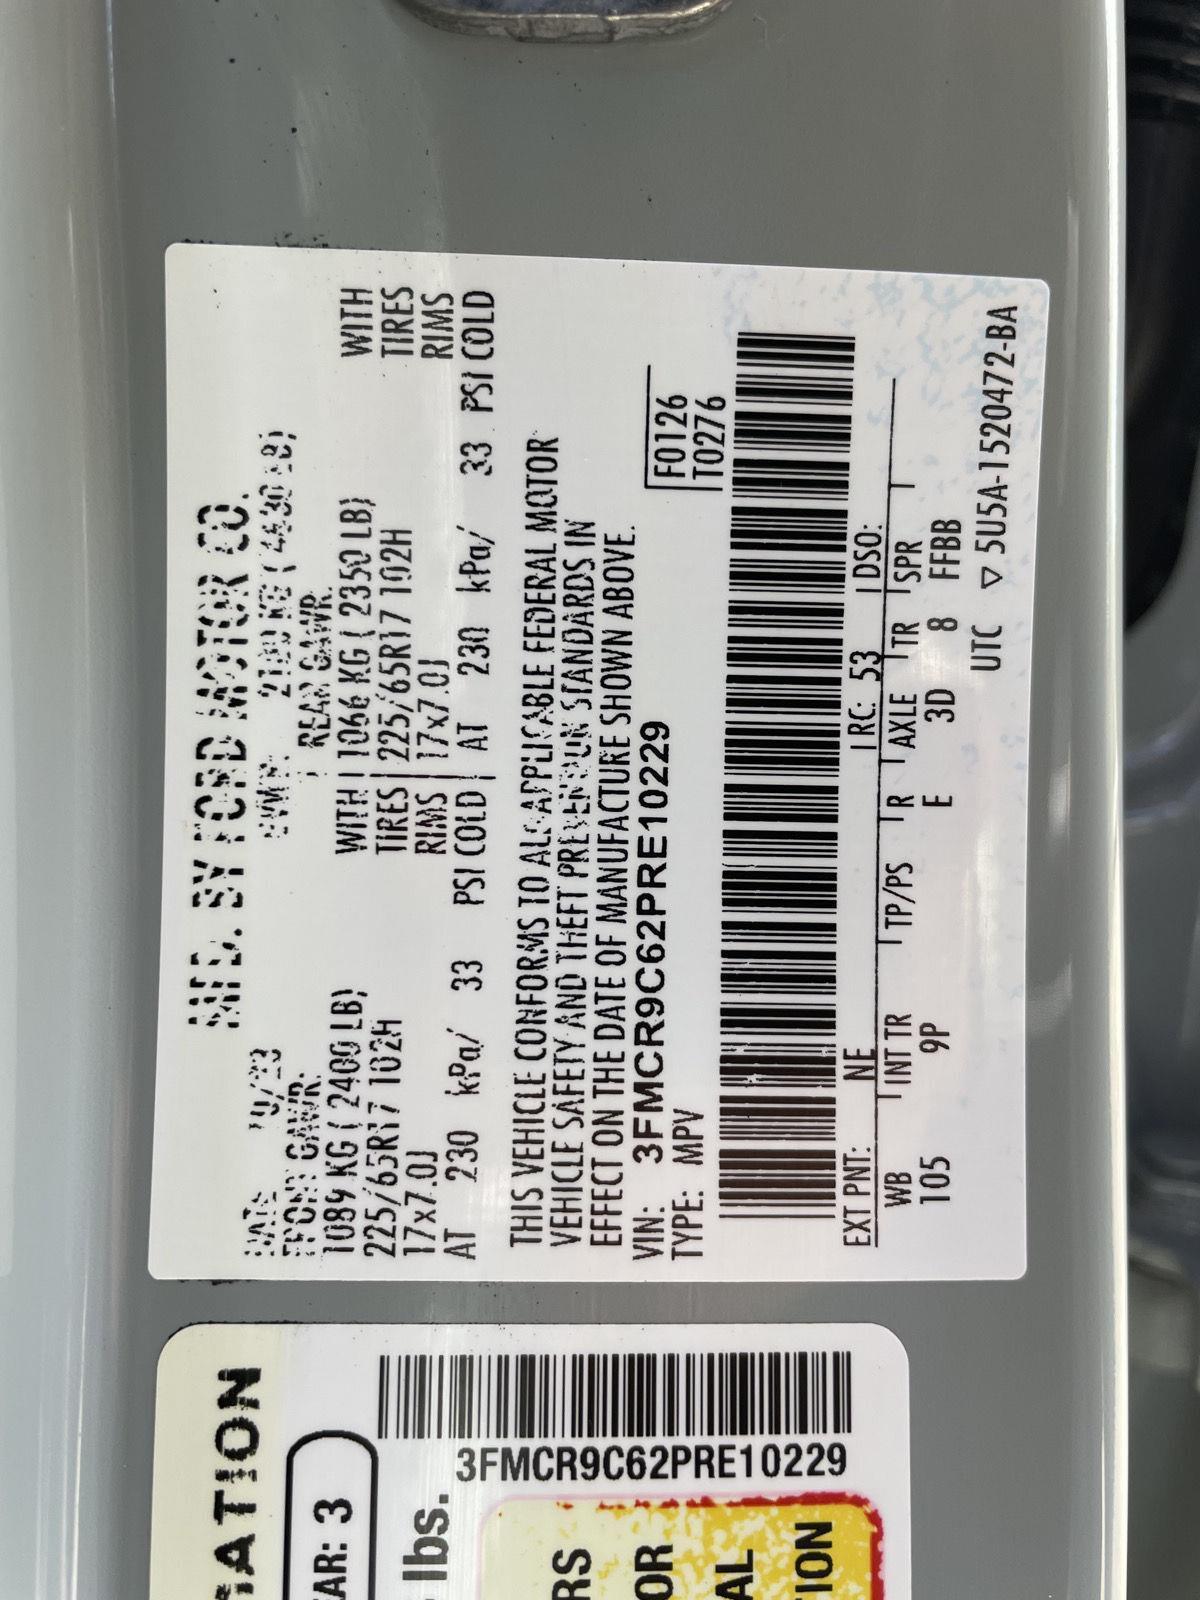 MFD. BY FORD MOTOR CO.
DATE: 10/23
GVWR:
FRONT GAWR:
REAR GAWR:
1089 KG ( 2400 LB)
WITH
1066 KG ( 2350 LB)
WITH
225/65R17 102H
TIRES
225/65R17 102H
TIRES
17x7.0J
RIMS
17x7.0J
RIMS
AT 230 kPa/ 33 PSI COLD
AT 230 kPa/ 33 PSI COLD
THIS VEHICLE CONFORMS TO ALL APPLICABLE FEDERAL MOTOR
VEHICLE SAFETY AND THEFT PREVENTION STANDARDS IN
EFFECT ON THE DATE OF MANUFACTURE SHOWN ABOVE.
VIN: 3FMCR9C62PRE10229
TYPE: MPV
F0126
T0276
EXT PNT: NE RC: 53 DSO:
WB INT TR TP/PS R AXLE TR SPR
105 9P E 3D 8 FFBB
UTC ▽ 5U5A-1520472-BA
ATION
AR: 3
3FMCR9C62PRE10229
lbs.
RS
OR
AL
ION